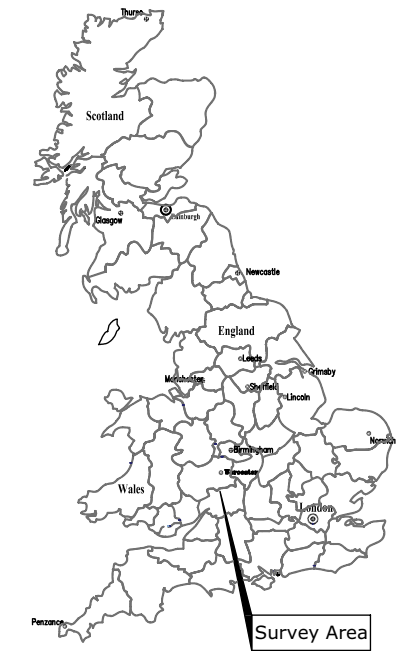 Thurso
Scotland
Glasgow
Edinburgh
Newcastle
England
Leeds
Manchester
Sheffield
Grimsby
Lincoln
Norwich
Birmingham
Worcester
Wales
London
Penzance
Survey Area